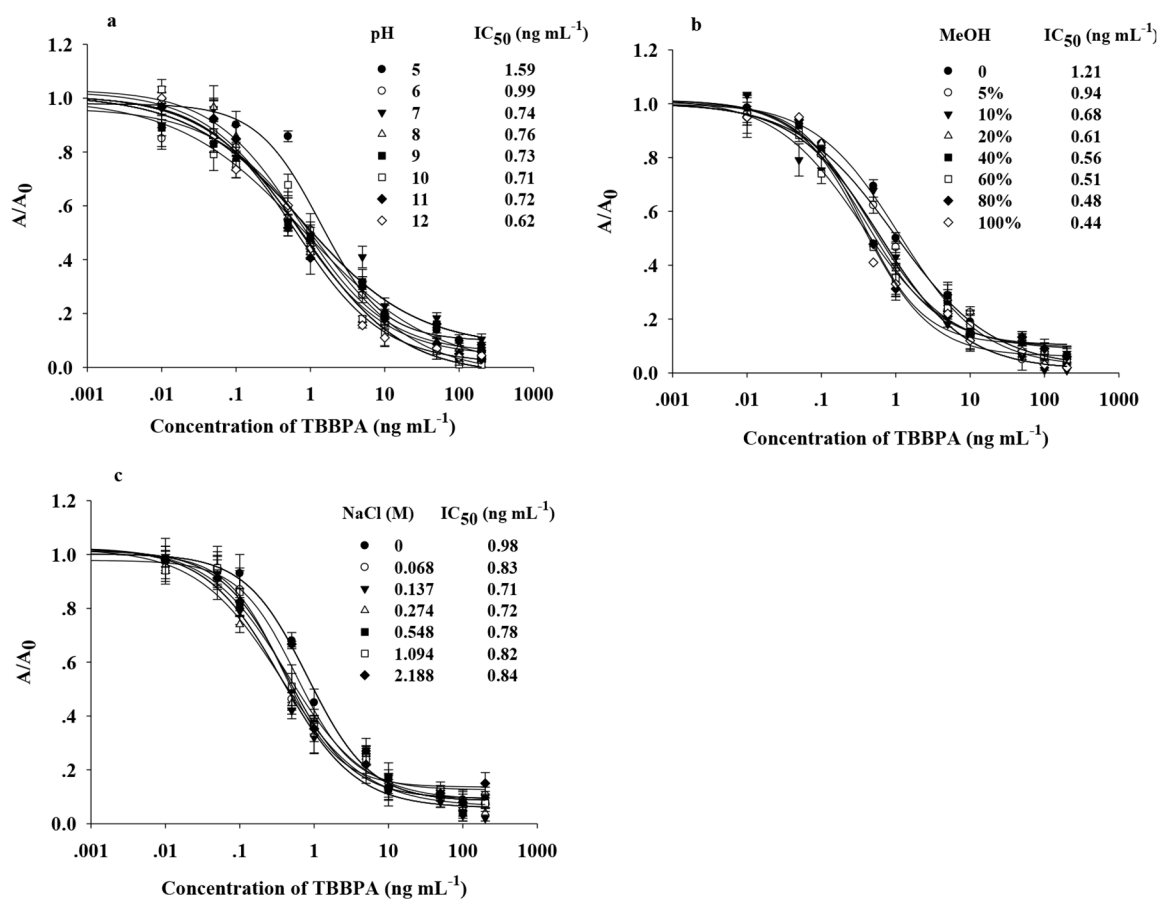 a
pH IC50 (ng mL-1)
5 1.59
6 0.99
7 0.74
8 0.76
9 0.73
10 0.71
11 0.72
12 0.62
1.2
1.0
.8
.6
.4
.2
0.0
A/A0
.001 .01 .1 1 10 100 1000
Concentration of TBBPA (ng mL-1)
b
MeOH IC50 (ng mL-1)
0 1.21
5% 0.94
10% 0.68
20% 0.61
40% 0.56
60% 0.51
80% 0.48
100% 0.44
1.2
1.0
.8
.6
.4
.2
0.0
A/A0
.001 .01 .1 1 10 100 1000
Concentration of TBBPA (ng mL-1)
c
NaCl (M) IC50 (ng mL-1)
0 0.98
0.068 0.83
0.137 0.71
0.274 0.72
0.548 0.78
1.094 0.82
2.188 0.84
1.2
1.0
.8
.6
.4
.2
0.0
A/A0
.001 .01 .1 1 10 100 1000
Concentration of TBBPA (ng mL-1)